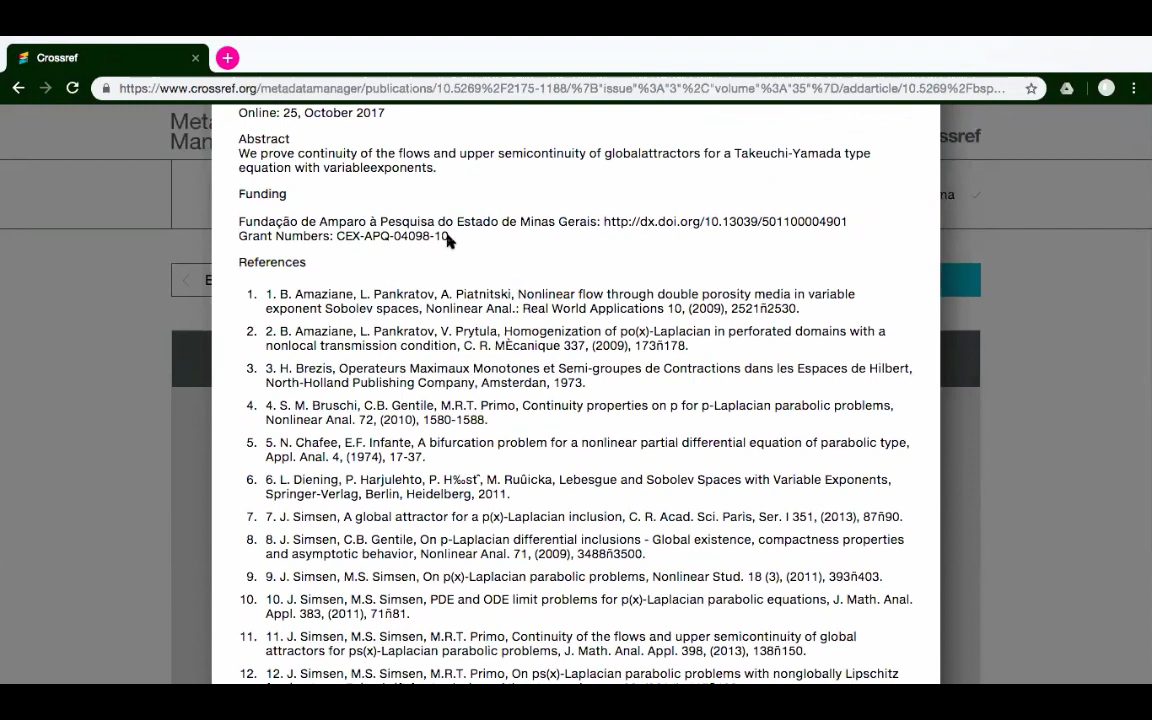 Crossref
https://www.crossref.org/metadatamanager/publications/10.5269%2F2175-1188/%7B"issue"%3A"3"%2C"volume"%3A"35"%7D/addarticle/10.5269%2Fbsp...
Online: 25, October 2017
Abstract
We prove continuity of the flows and upper semicontinuity of globalattractors for a Takeuchi-Yamada type
equation with variableexponents.
Funding
Fundação de Amparo à Pesquisa do Estado de Minas Gerais: http://dx.doi.org/10.13039/501100004901
Grant Numbers: CEX-APQ-04098-10
References
1. 1. B. Amaziane, L. Pankratov, A. Piatnitski, Nonlinear flow through double porosity media in variable
exponent Sobolev spaces, Nonlinear Anal.: Real World Applications 10, (2009), 2521ñ2530.
2. 2. B. Amaziane, L. Pankratov, V. Prytula, Homogenization of po(x)-Laplacian in perforated domains with a
nonlocal transmission condition, C. R. MÈcanique 337, (2009), 173ñ178.
3. 3. H. Brezis, Operateurs Maximaux Monotones et Semi-groupes de Contractions dans les Espaces de Hilbert,
North-Holland Publishing Company, Amsterdan, 1973.
4. 4. S. M. Bruschi, C.B. Gentile, M.R.T. Primo, Continuity properties on p for p-Laplacian parabolic problems,
Nonlinear Anal. 72, (2010), 1580-1588.
5. 5. N. Chafee, E.F. Infante, A bifurcation problem for a nonlinear partial differential equation of parabolic type,
Appl. Anal. 4, (1974), 17-37.
6. 6. L. Diening, P. Harjulehto, P. H‰stˆ, M. Ruûicka, Lebesgue and Sobolev Spaces with Variable Exponents,
Springer-Verlag, Berlin, Heidelberg, 2011.
7. 7. J. Simsen, A global attractor for a p(x)-Laplacian inclusion, C. R. Acad. Sci. Paris, Ser. I 351, (2013), 87ñ90.
8. 8. J. Simsen, C.B. Gentile, On p-Laplacian differential inclusions - Global existence, compactness properties
and asymptotic behavior, Nonlinear Anal. 71, (2009), 3488ñ3500.
9. 9. J. Simsen, M.S. Simsen, On p(x)-Laplacian parabolic problems, Nonlinear Stud. 18 (3), (2011), 393ñ403.
10. 10. J. Simsen, M.S. Simsen, PDE and ODE limit problems for p(x)-Laplacian parabolic equations, J. Math. Anal.
Appl. 383, (2011), 71ñ81.
11. 11. J. Simsen, M.S. Simsen, M.R.T. Primo, Continuity of the flows and upper semicontinuity of global
attractors for ps(x)-Laplacian parabolic problems, J. Math. Anal. Appl. 398, (2013), 138ñ150.
12. 12. J. Simsen, M.S. Simsen, M.R.T. Primo, On ps(x)-Laplacian parabolic problems with nonglobally Lipschitz